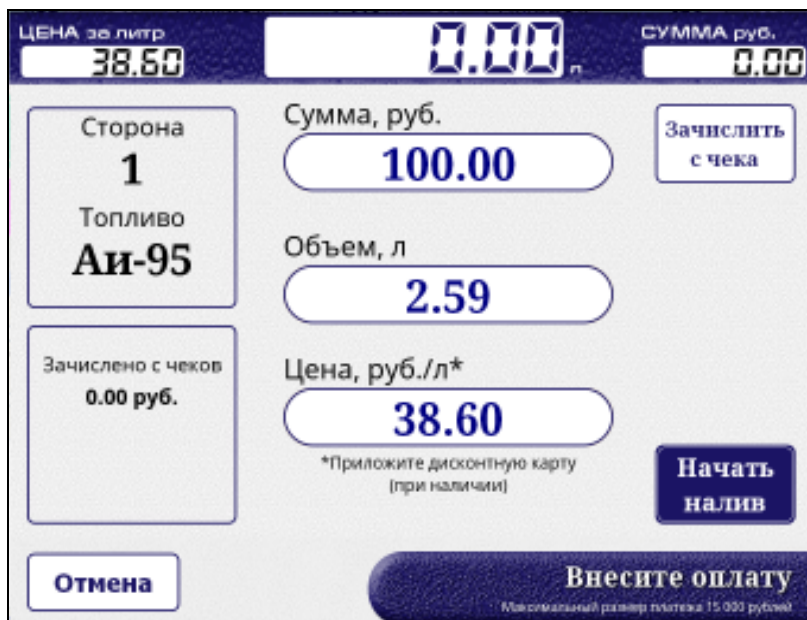 ЦЕНА за литр
38.60
0.00 л
СУММА руб.
0.00
Сторона
1
Топливо
Аи-95
Сумма, руб.
100.00
Зачислить
с чека
Объем, л
2.59
Зачислено с чеков
0.00 руб.
Цена, руб./л*
38.60
*Приложите дисконтную карту
(при наличии)
Начать
налив
Отмена
Внесите оплату
Максимальный размер платежа 15 000 рублей